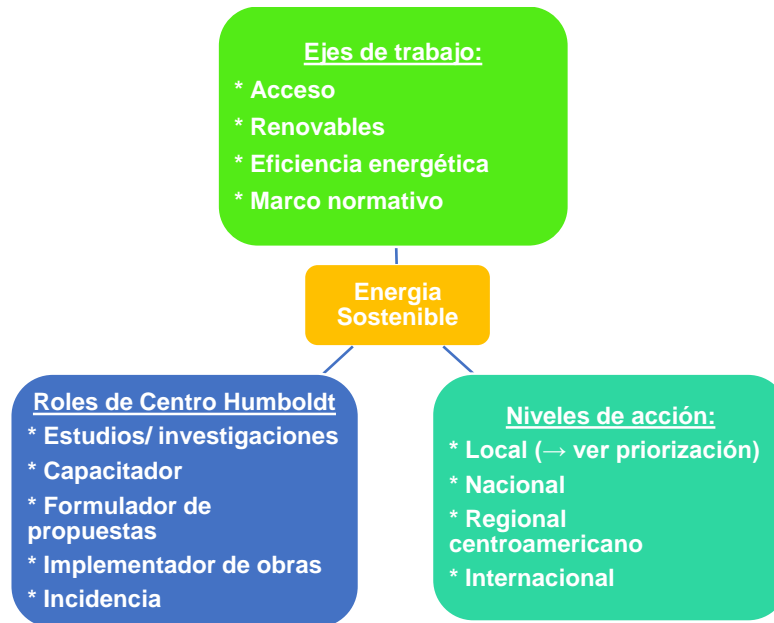 Ejes de trabajo:
* Acceso
* Renovables
* Eficiencia energética
* Marco normativo
Energia
Sostenible
Roles de Centro Humboldt
* Estudios/ investigaciones
* Capacitador
* Formulador de
propuestas
* Implementador de obras
* Incidencia
Niveles de acción:
* Local (→ ver priorización)
* Nacional
* Regional
centroamericano
* Internacional